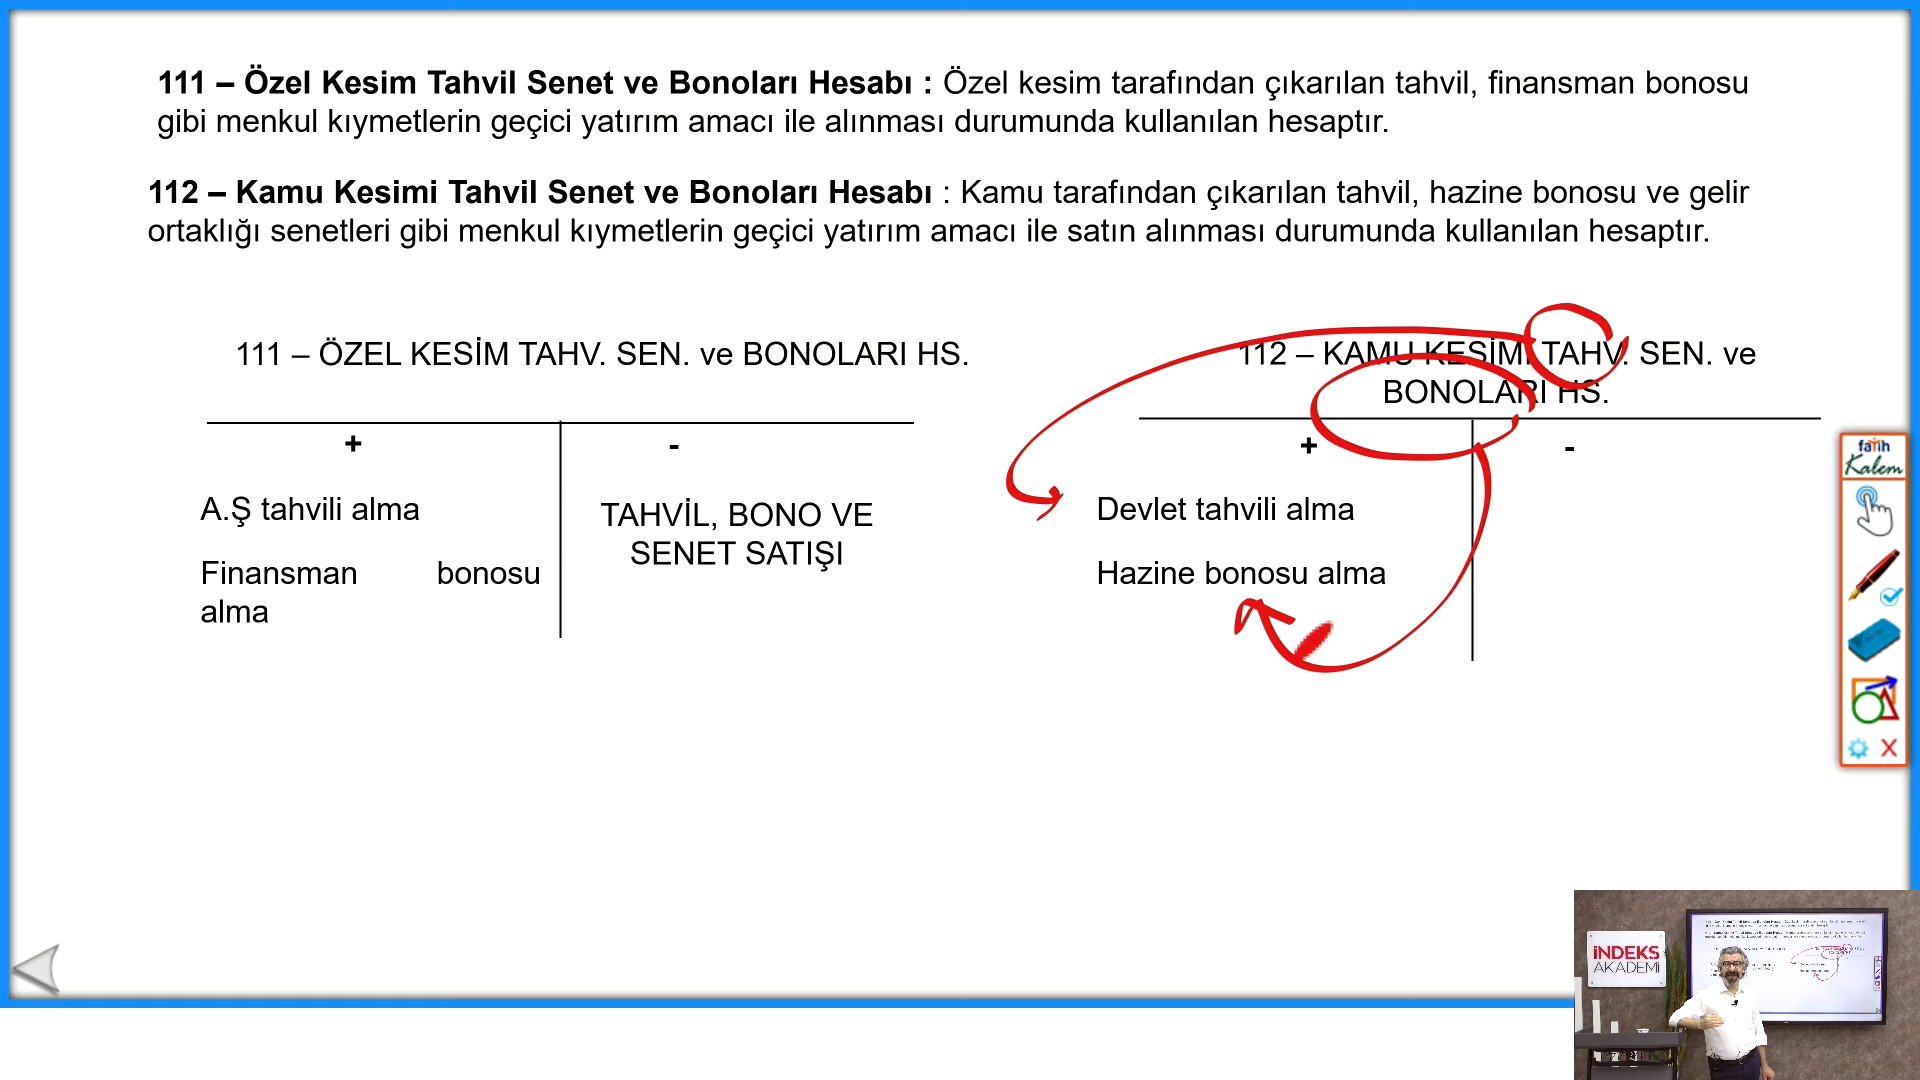 111 – Özel Kesim Tahvil Senet ve Bonoları Hesabı : Özel kesim tarafından çıkarılan tahvil, finansman bonosu
gibi menkul kıymetlerin geçici yatırım amacı ile alınması durumunda kullanılan hesaptır.
112 – Kamu Kesimi Tahvil Senet ve Bonoları Hesabı : Kamu tarafından çıkarılan tahvil, hazine bonosu ve gelir
ortaklığı senetleri gibi menkul kıymetlerin geçici yatırım amacı ile satın alınması durumunda kullanılan hesaptır.
111 – ÖZEL KESİM TAHV. SEN. ve BONOLARI HS.
+
-
A.Ş tahvili alma
Finansman bonosu
alma
TAHVİL, BONO VE
SENET SATIŞI
112 – KAMU KESİMİ TAHV. SEN. ve
BONOLARI HS.
+
-
Devlet tahvili alma
Hazine bonosu alma
fatih
Kalem
İNDEKS
AKADEMİ